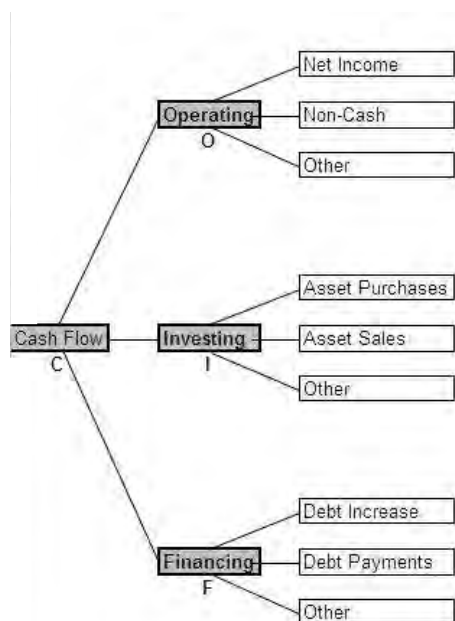 Net Income
Operating
Non-Cash
O
Other
Asset Purchases
Cash Flow
Investing
Asset Sales
C
I
Other
Debt Increase
Financing
Debt Payments
F
Other